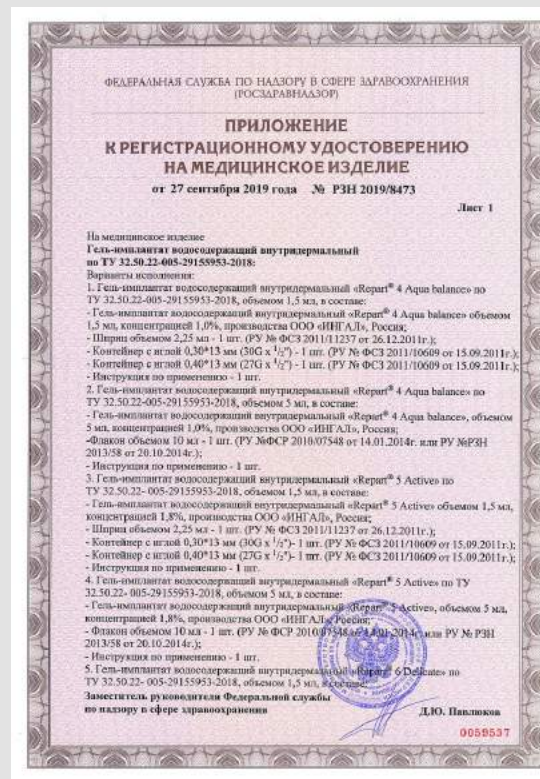 ФЕДЕРАЛЬНАЯ СЛУЖБА ПО НАДЗОРУ В СФЕРЕ ЗДРАВООХРАНЕНИЯ
(РОСЗДРАВНАДЗОР)
ПРИЛОЖЕНИЕ
К РЕГИСТРАЦИОННОМУ УДОСТОВЕРЕНИЮ
НА МЕДИЦИНСКОЕ ИЗДЕЛИЕ
от 27 сентября 2019 года № РЗН 2019/8473
Лист 1
На медицинское изделие
Гель-имплантат водосодержащий внутридермальный
по ТУ 32.50.22-005-29155953-2018:
Варианты исполнения:
1. Гель-имплантат водосодержащий внутридермальный «Repart® 4 Aqua balance» по
ТУ 32.50.22-005-29155953-2018, объемом 1,5 мл, в составе:
- Гель-имплантат водосодержащий внутридермальный «Repart® 4 Aqua balance» объемом
1,5 мл, концентрацией 1,0%, производства ООО «ИНГАЛ», Россия;
- Шприц объемом 2,25 мл - 1 шт. (РУ № ФСЗ 2011/11237 от 26.12.2011г.);
- Контейнер с иглой 0,30*13 мм (30G x 1/2") - 1 шт. (РУ № ФСЗ 2011/10609 от 15.09.2011г.);
- Контейнер с иглой 0,40*13 мм (27G x 1/2") - 1 шт. (РУ № ФСЗ 2011/10609 от 15.09.2011г.);
- Инструкция по применению - 1 шт.
2. Гель-имплантат водосодержащий внутридермальный «Repart® 4 Aqua balance» по
ТУ 32.50.22-005-29155953-2018, объемом 5 мл, в составе:
- Гель-имплантат водосодержащий внутридермальный «Repart® 4 Aqua balance», объемом
5 мл, концентрацией 1,0%, производства ООО «ИНГАЛ», Россия;
-Флакон объемом 10 мл - 1 шт. (РУ №ФСР 2010/07548 от 14.01.2014г. или РУ №РЗН
2013/58 от 20.10.2014г.);
- Инструкция по применению - 1 шт.
3. Гель-имплантат водосодержащий внутридермальный «Repart® 5 Active» по
ТУ 32.50.22- 005-29155953-2018, объемом 1,5 мл, в составе:
- Гель-имплантат водосодержащий внутридермальный «Repart® 5 Active» объемом 1,5 мл,
концентрацией 1,8%, производства ООО «ИНГАЛ», Россия;
- Шприц объемом 2,25 мл - 1 шт. (РУ № ФСЗ 2011/11237 от 26.12.2011г.);
- Контейнер с иглой 0,30*13 мм (30G x 1/2")- 1 шт. (РУ № ФСЗ 2011/10609 от 15.09.2011г.);
- Контейнер с иглой 0,40*13 мм (27G x 1/2")- 1 шт. (РУ № ФСЗ 2011/10609 от 15.09.2011г.);
- Инструкция по применению - 1 шт.
4. Гель-имплантат водосодержащий внутридермальный «Repart® 5 Active» по ТУ
32.50.22- 005-29155953-2018, объемом 5 мл, в составе:
- Гель-имплантат водосодержащий внутридермальный «Repart® 5 Active», объемом 5 мл,
концентрацией 1,8%, производства ООО «ИНГАЛ», Россия;
- Флакон объемом 10 мл - 1 шт. (РУ № ФСР 2010/07548 от 14.01.2014г. или РУ № РЗН
2013/58 от 20.10.2014г.);
- Инструкция по применению - 1 шт.
5. Гель-имплантат водосодержащий внутридермальный «Repart® 6 Delicate» по
ТУ 32.50.22- 005-29155953-2018, объемом 1,5 мл, в составе:
Заместитель руководителя Федеральной службы
по надзору в сфере здравоохранения
Д.Ю. Павлюков
0059537